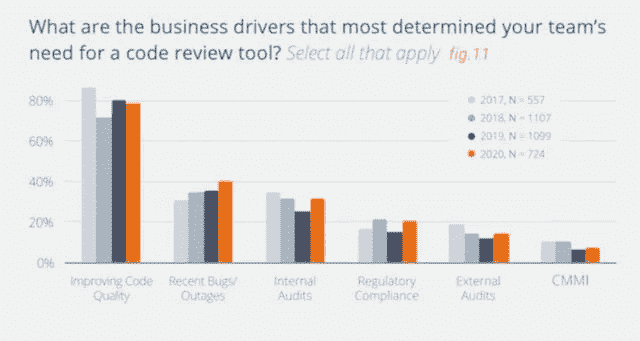 What are the business drivers that most determined your team's
need for a code review tool? Select all that apply fig.11
2017, N = 557
2018, N = 1107
2019, N = 1099
2020, N = 724
80%
60%
40%
20%
0%
Improving Code
Quality
Recent Bugs/
Outages
Internal
Audits
Regulatory
Compliance
External
Audits
CMMI